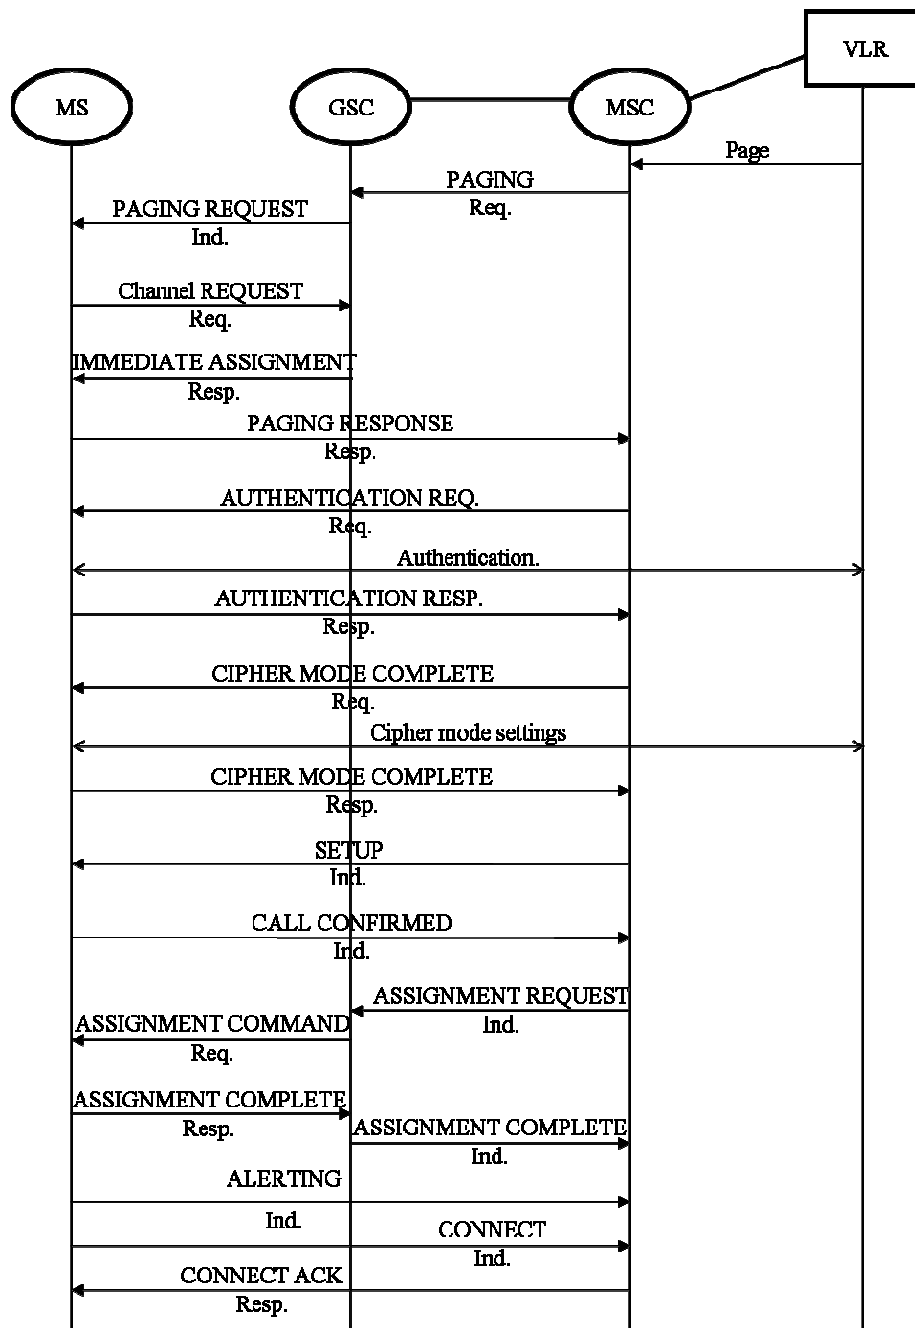 VLR
MS
GSC
MSC
Page
PAGING
Req.
PAGING REQUEST
Ind.
Channel REQUEST
Req.
IMMEDIATE ASSIGNMENT
Resp.
PAGING RESPONSE
Resp.
AUTHENTICATION REQ.
Req.
Authentication.
AUTHENTICATION RESP.
Resp.
CIPHER MODE COMPLETE
Req.
Cipher mode settings
CIPHER MODE COMPLETE
Resp.
SETUP
Ind.
CALL CONFIRMED
Ind.
ASSIGNMENT REQUEST
Ind.
ASSIGNMENT COMMAND
Req.
ASSIGNMENT COMPLETE
Resp.
ASSIGNMENT COMPLETE
Ind.
ALERTING
Ind.
CONNECT
Ind.
CONNECT ACK
Resp.